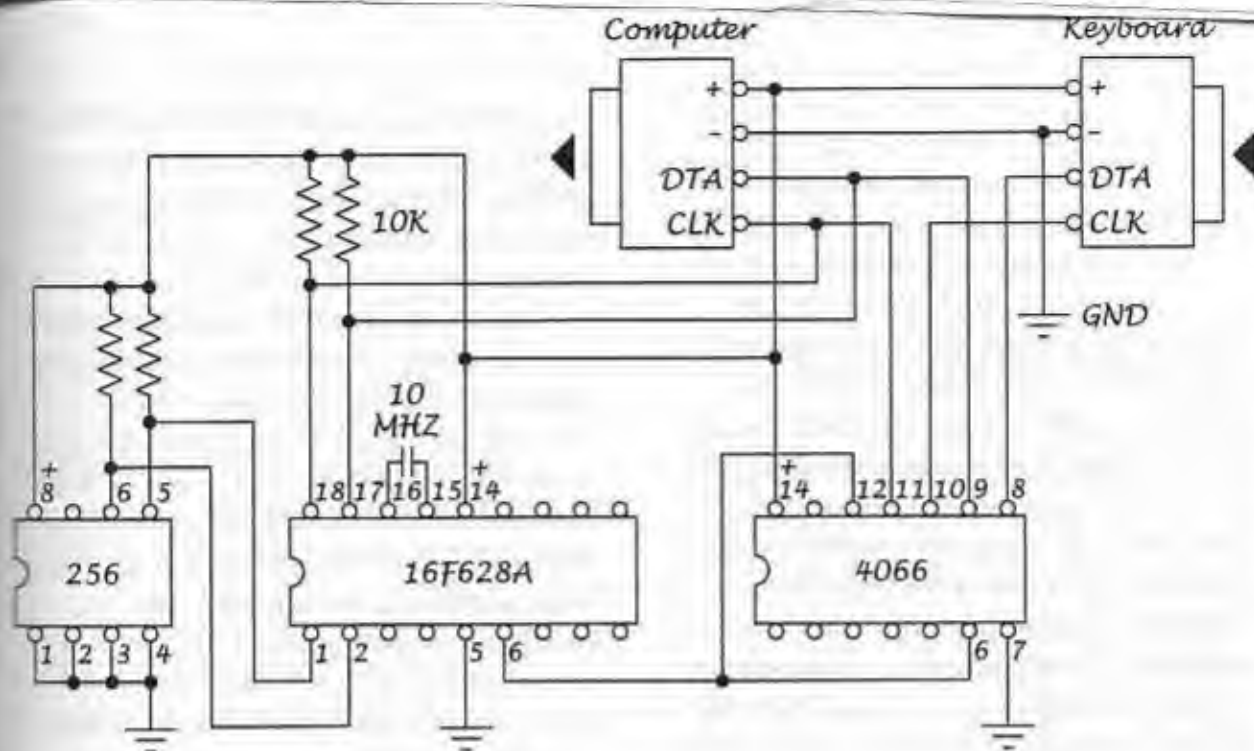 Computer
Keyboard
+ +
- -
DTA DTA
CLK CLK
10K
GND
10
MHZ
+ + +
8 6 5 18 17 16 15 14 14 12 11 10 9 8
256 16F628A 4066
1 2 3 4 1 2 5 6 6 7